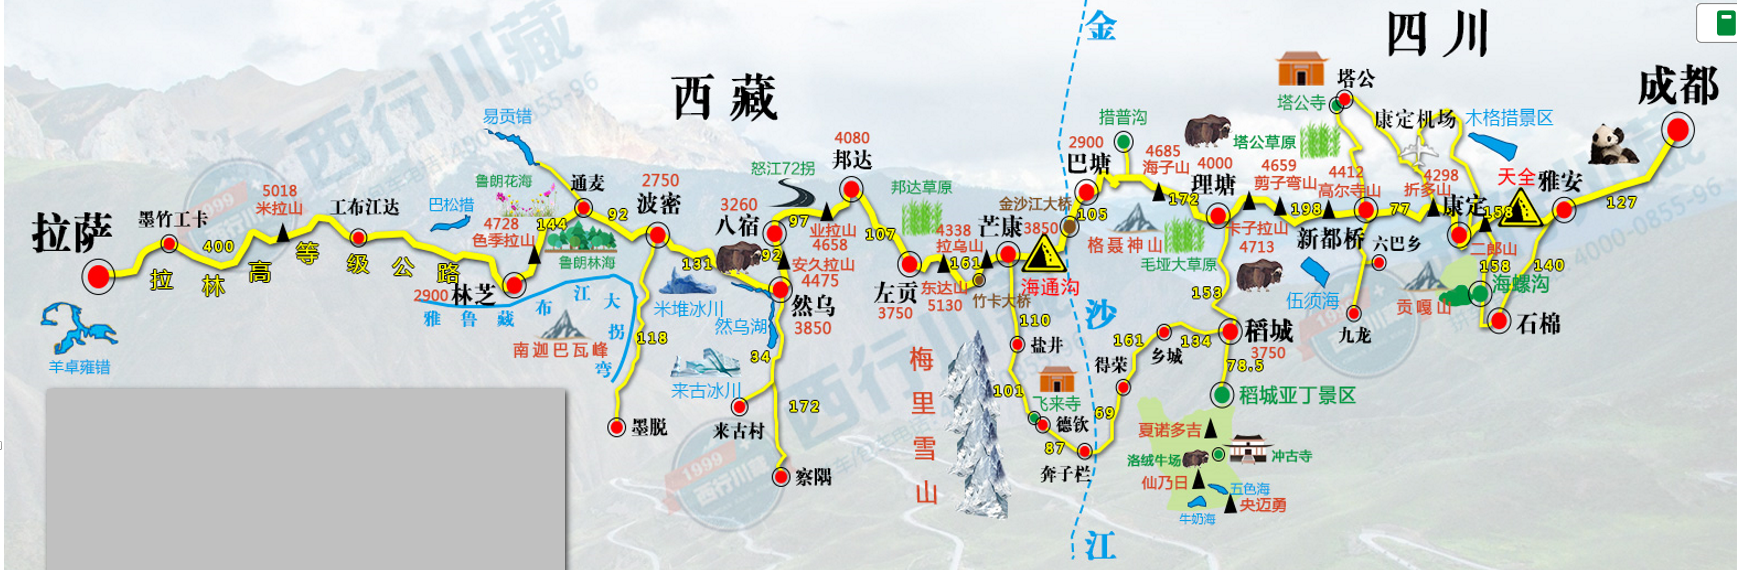 四川
成都
西藏
金
沙
江
拉萨
墨竹工卡
400
5018
米拉山
工布江达
拉林高等级公路
巴松措
易贡错
鲁朗花海
4728
色季拉山
144
通麦
鲁朗林海
2900
林芝
雅鲁藏布江大拐弯
南迦巴瓦峰
羊卓雍错
92
2750
波密
118
墨脱
131
米堆冰川
然乌湖
来古冰川
34
来古村
172
察隅
3260
八宿
92
安久拉山
4475
然乌
3850
怒江72拐
97
业拉山
4658
4080
邦达
107
邦达草原
左贡
3750
4338
拉乌山
161
东达山
5130
竹卡大桥
芒康
3850
海通沟
金沙江大桥
105
110
盐井
101
飞来寺
德钦
87
奔子栏
69
得荣
161
乡城
134
梅里雪山
2900
巴塘
措普沟
4685
海子山
172
格聂神山
毛垭大草原
4000
理塘
153
稻城
3750
78.5
稻城亚丁景区
夏诺多吉
洛绒牛场
冲古寺
仙乃日
五色海
央迈勇
牛奶海
塔公草原
4659
剪子弯山
卡子拉山
4713
198
4412
高尔寺山
新都桥
塔公
塔公寺
康定机场
木格措景区
77
4298
折多山
康定
158
天全
雅安
127
二郎山
158
140
海螺沟
石棉
贡嘎山
六巴乡
伍须海
九龙
西行川藏
1999